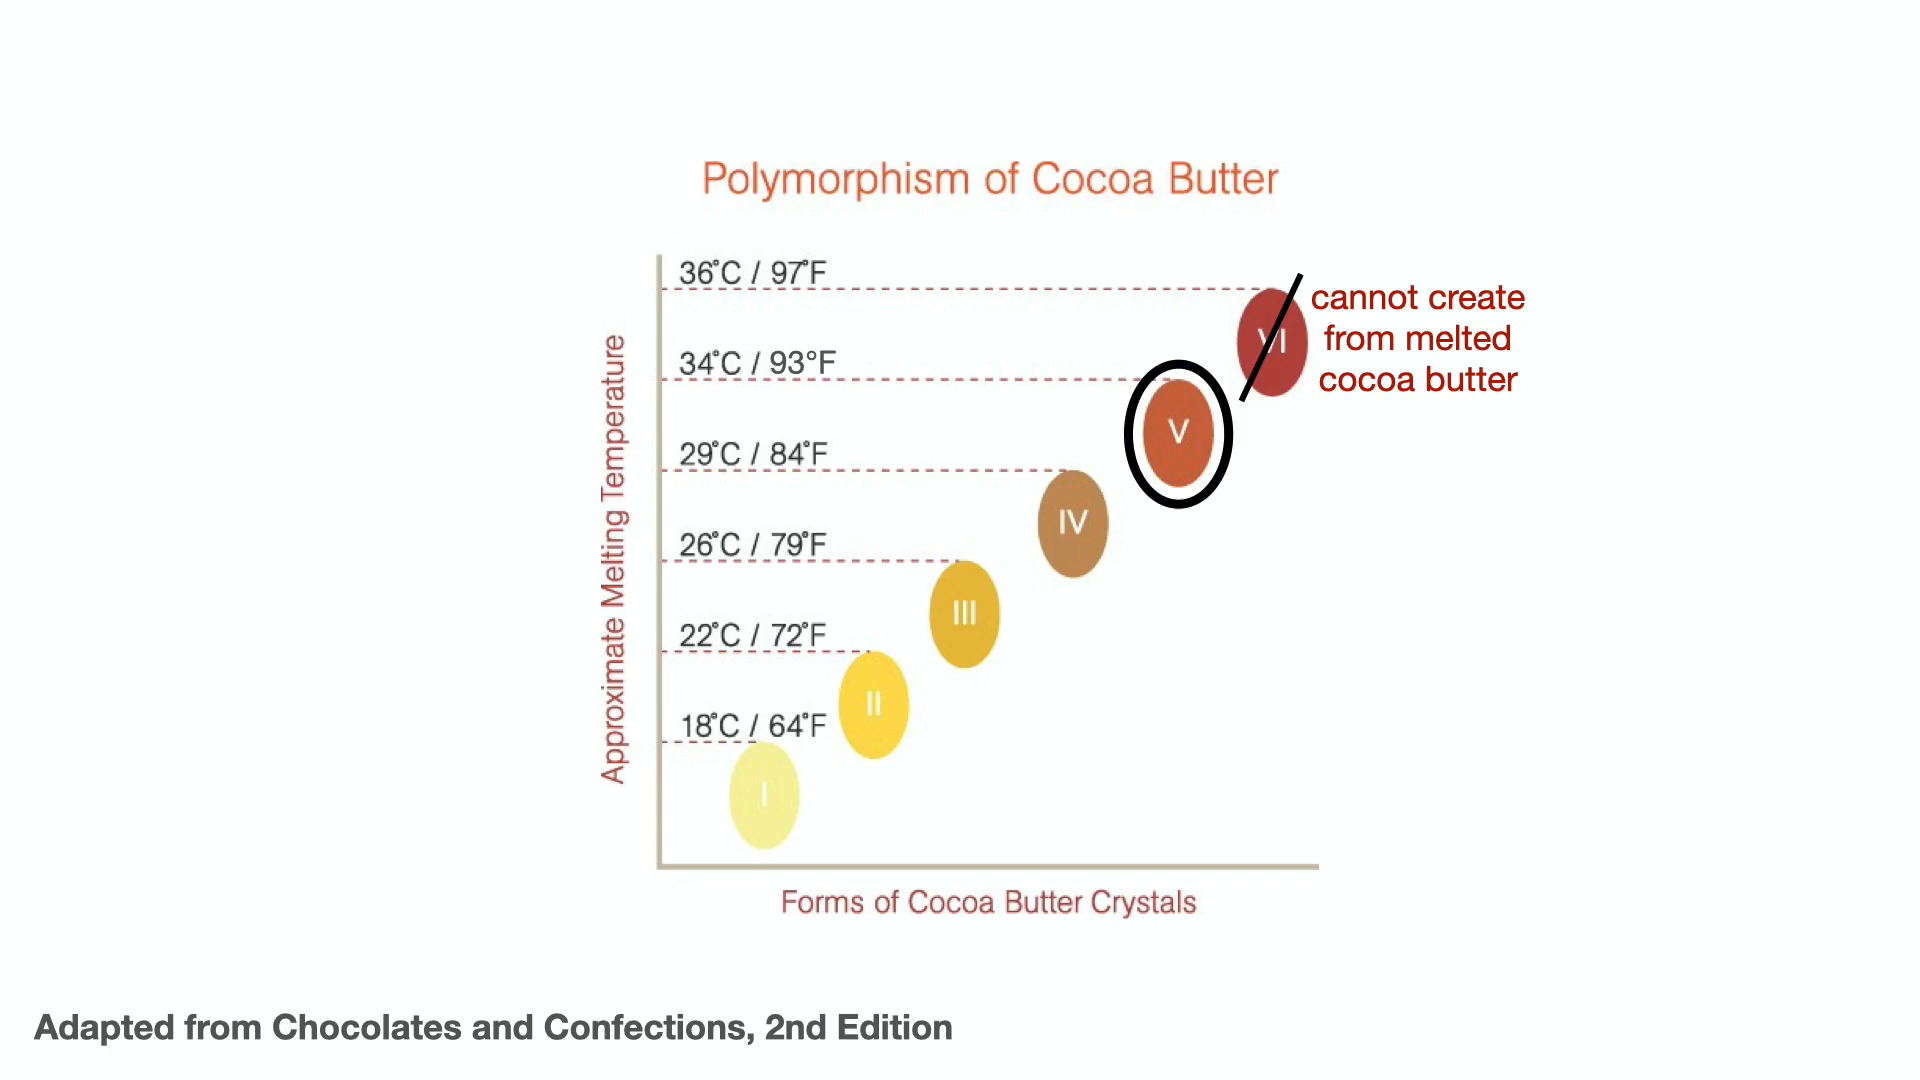 Polymorphism of Cocoa Butter
Approximate Melting Temperature
36°C / 97°F
34°C / 93°F
29°C / 84°F
26°C / 79°F
22°C / 72°F
18°C / 64°F
VI
V
IV
III
II
I
cannot create
from melted
cocoa butter
Forms of Cocoa Butter Crystals
Adapted from Chocolates and Confections, 2nd Edition